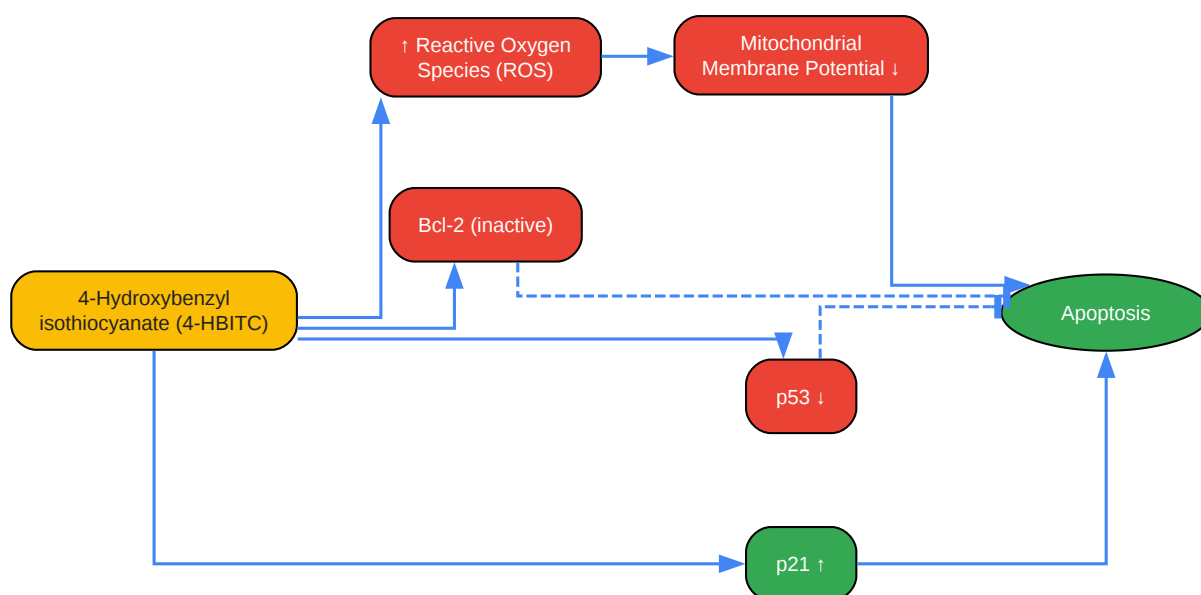 ↑ Reactive Oxygen
Species (ROS)
Mitochondrial
Membrane Potential ↓
Bcl-2 (inactive)
4-Hydroxybenzyl
isothiocyanate (4-HBITC)
Apoptosis
p53 ↓
p21 ↑